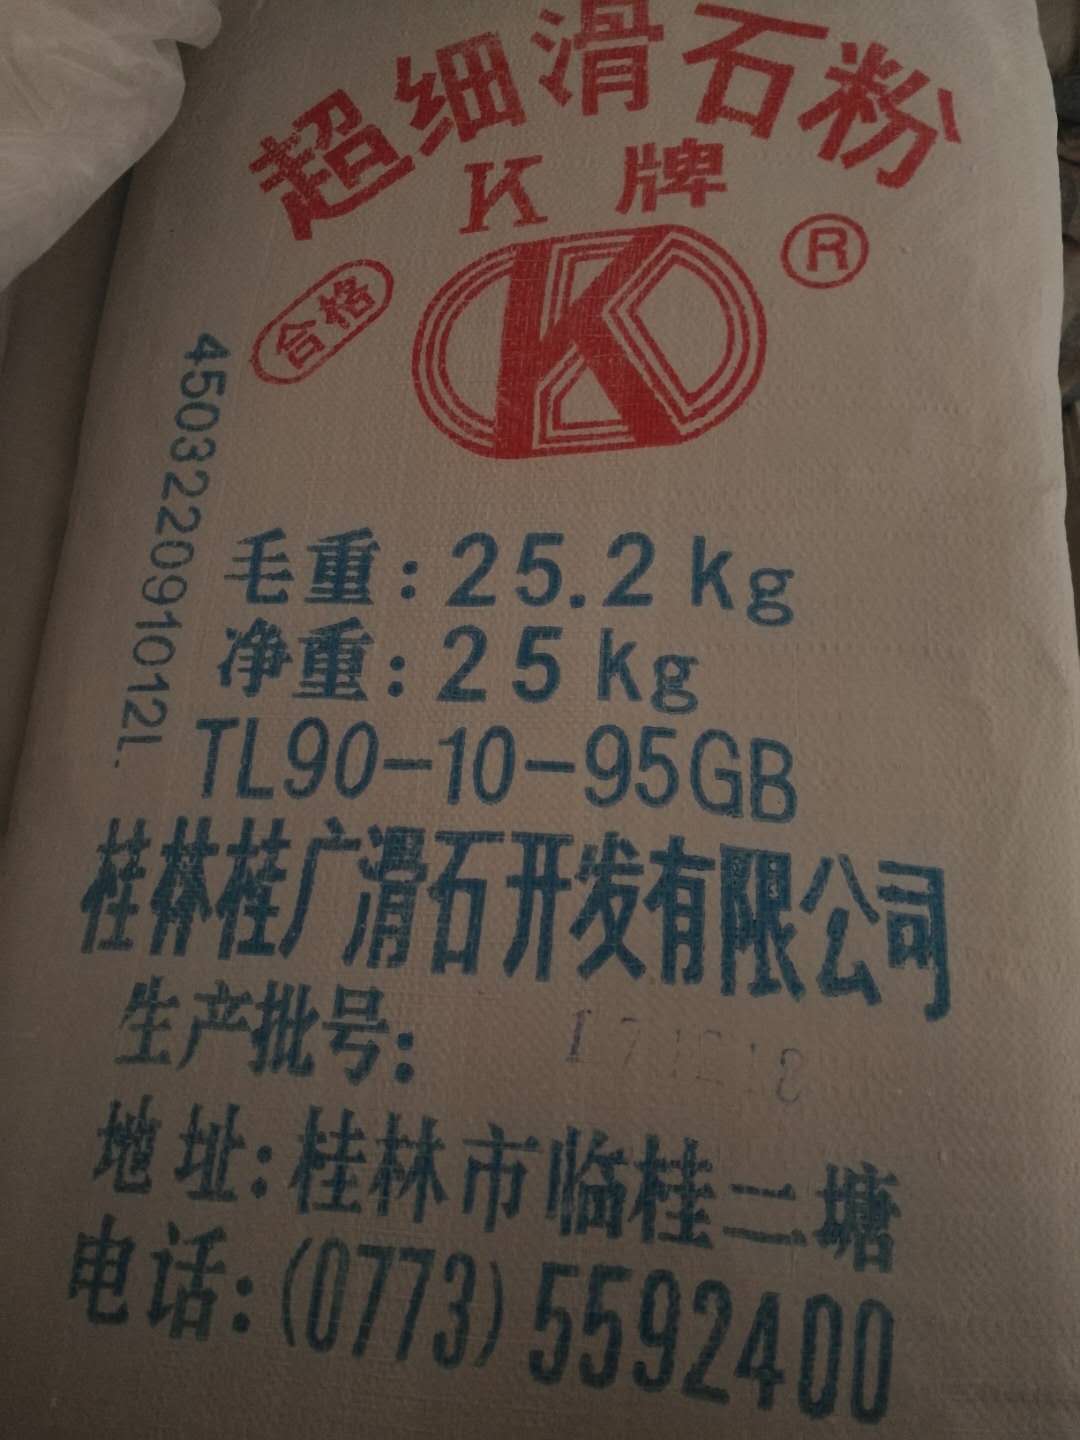 超细滑石粉
K牌
®
合格
4503220910121.
毛重:25.2kg
净重:25kg
TL90-10-95GB
桂林桂广滑石开发有限公司
生产批号: 171218
地址:桂林市临桂二塘
电话:(0773)5592400